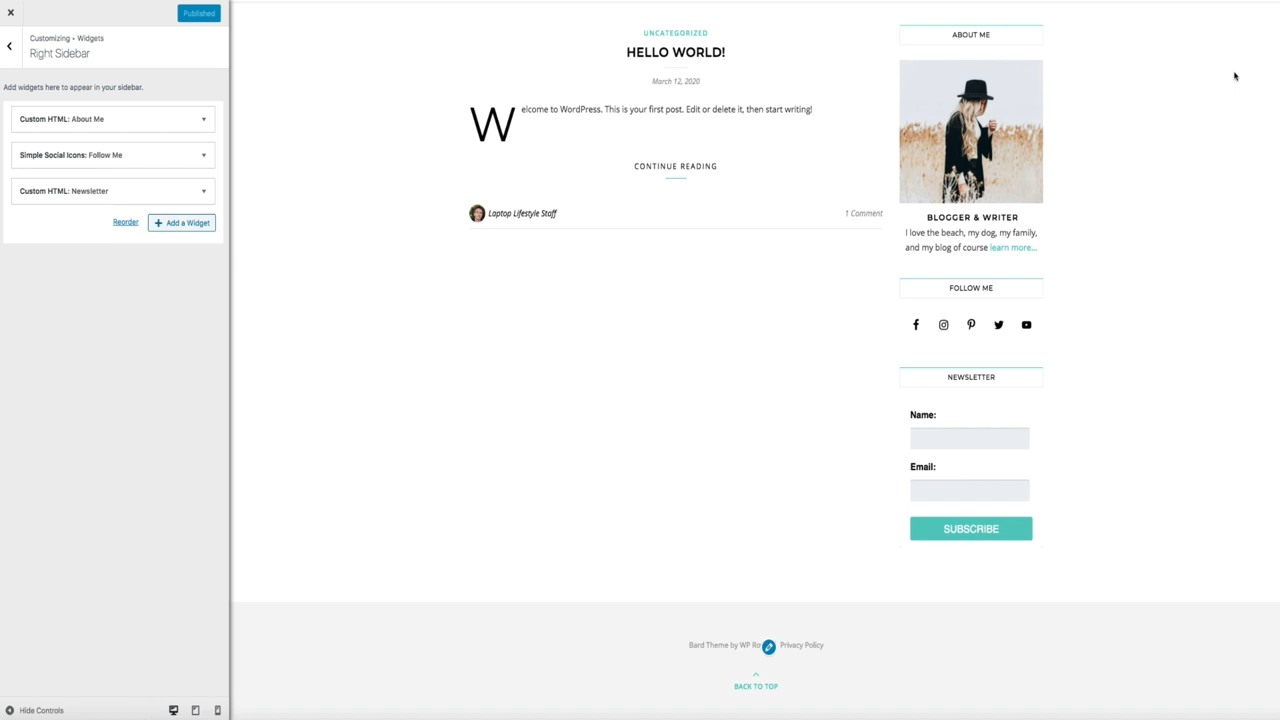 Published
Customizing • Widgets
Right Sidebar
Add widgets here to appear in your sidebar.
Custom HTML: About Me
Simple Social Icons: Follow Me
Custom HTML: Newsletter
Reorder
Add a Widget
Hide Controls
UNCATEGORIZED
HELLO WORLD!
March 12, 2020
Welcome to WordPress. This is your first post. Edit or delete it, then start writing!
CONTINUE READING
Laptop Lifestyle Staff
1 Comment
ABOUT ME
BLOGGER & WRITER
I love the beach, my dog, my family,
and my blog of course learn more...
FOLLOW ME
NEWSLETTER
Name:
Email:
SUBSCRIBE
Bard Theme by WP Ro
Privacy Policy
BACK TO TOP